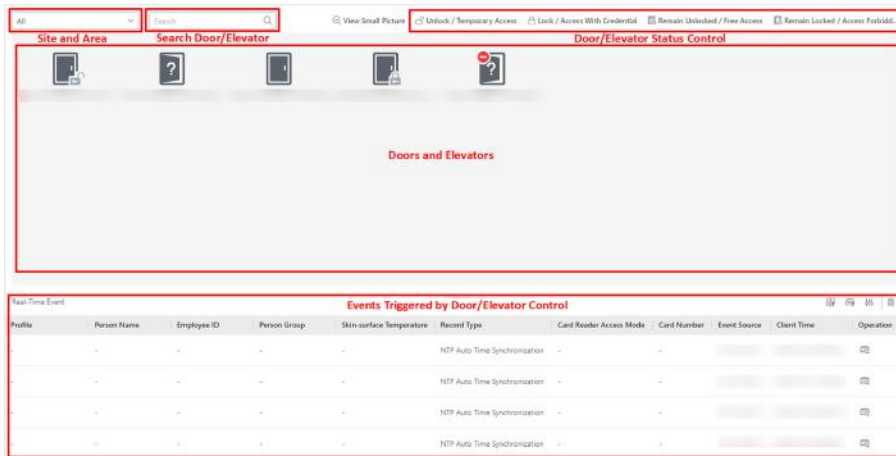 All Search View Small Picture Unlock / Temporary Access Lock / Access With Credential Remain Unlocked / Free Access Remain Locked / Access Forbidd...
Site and Area Search Door/Elevator Door/Elevator Status Control
Doors and Elevators
Real-Time Event Events Triggered by Door/Elevator Control
Profile Person Name Employee ID Person Group Skin-surface Temperature Record Type Card Reader Access Mode Card Number Event Source Client Time Operation
- - - - - NTP Auto Time Synchronization - -
- - - - - NTP Auto Time Synchronization - -
- - - - - NTP Auto Time Synchronization - -
- - - - - NTP Auto Time Synchronization - -